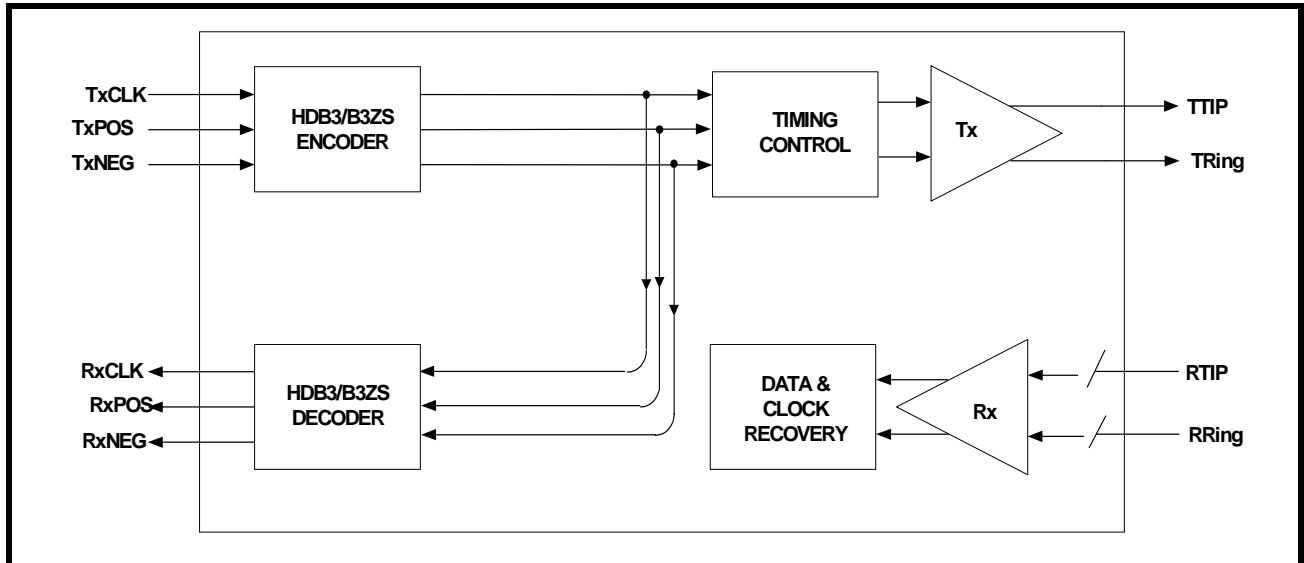 TxCLK
TxPOS
TxNEG
HDB3/B3ZS
ENCODER
TIMING
CONTROL
Tx
TTIP
TRing
RxCLK
RxPOS
RxNEG
HDB3/B3ZS
DECODER
DATA &
CLOCK
RECOVERY
Rx
RTIP
RRing